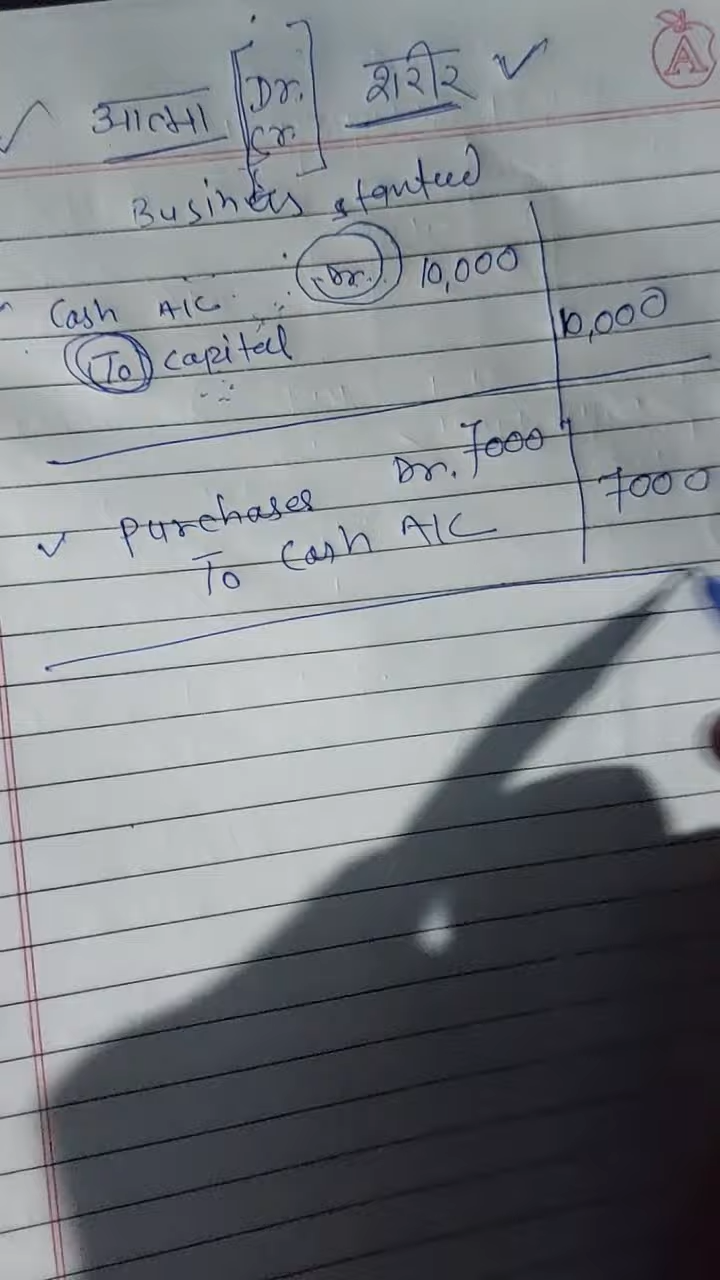 A
आत्मा [Dr. Cr.] शरीर
Business started
Cash A/C Dr. 10,000
To capital 10,000
Purchases Dr. 7000
To Cash A/C 7000